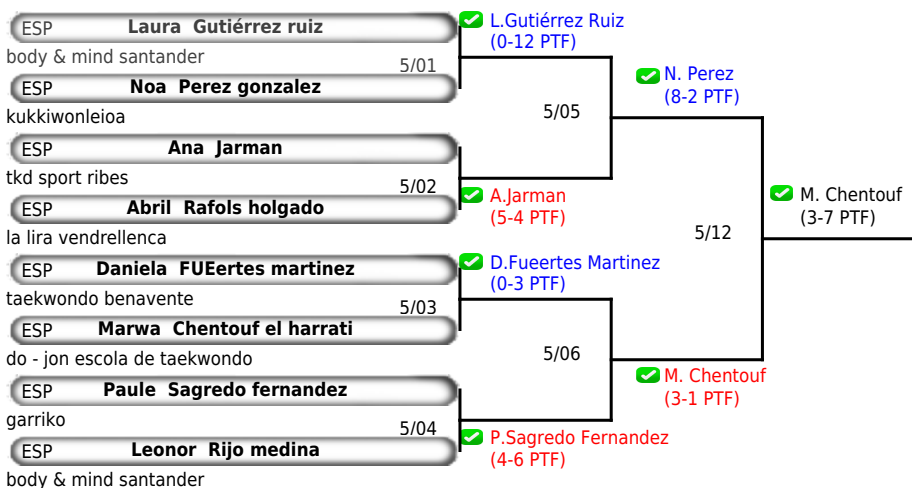 ESP Laura Gutiérrez ruiz
body & mind santander
5/01
ESP Noa Perez gonzalez
kukkiwonleioa
ESP Ana Jarman
tkd sport ribes
5/02
ESP Abril Rafols holgado
la lira vendrellenca
ESP Daniela FUEertes martinez
taekwondo benavente
5/03
ESP Marwa Chentouf el harrati
do - jon escola de taekwondo
ESP Paule Sagredo fernandez
garriko
5/04
ESP Leonor Rijo medina
body & mind santander
L.Gutiérrez Ruiz
(0-12 PTF)
5/05
A.Jarman
(5-4 PTF)
D.Fueertes Martinez
(0-3 PTF)
5/06
P.Sagredo Fernandez
(4-6 PTF)
N. Perez
(8-2 PTF)
5/12
M. Chentouf
(3-1 PTF)
M. Chentouf
(3-7 PTF)